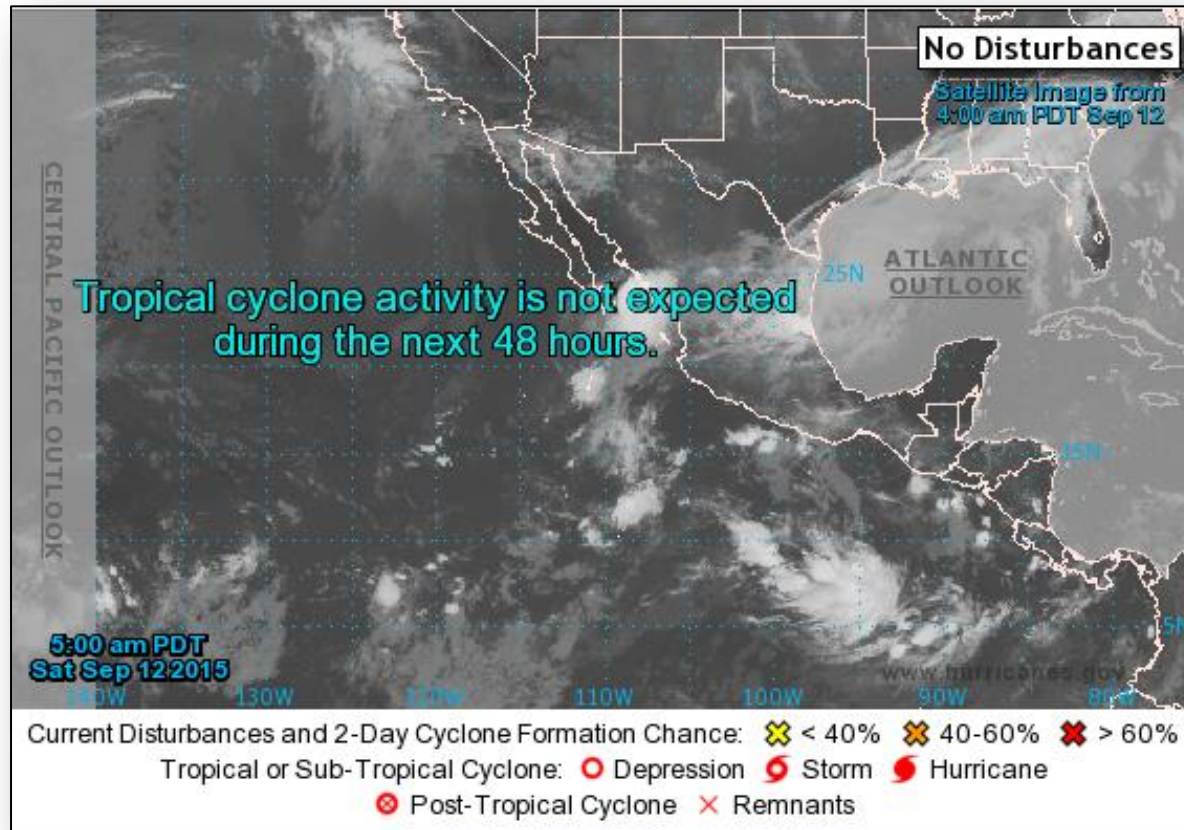 No Disturbances
Satellite Image from
4:00 am PDT Sep 12
CENTRAL PACIFIC OUTLOOK
ATLANTIC
OUTLOOK
25N
Tropical cyclone activity is not expected
during the next 48 hours.
15N
5N
5:00 am PDT
Sat Sep 12 2015
www.hurricanes.gov
140W 130W 120W 110W 100W 90W 80W
Current Disturbances and 2-Day Cyclone Formation Chance: < 40% 40-60% > 60%
Tropical or Sub-Tropical Cyclone: Depression Storm Hurricane
Post-Tropical Cyclone Remnants